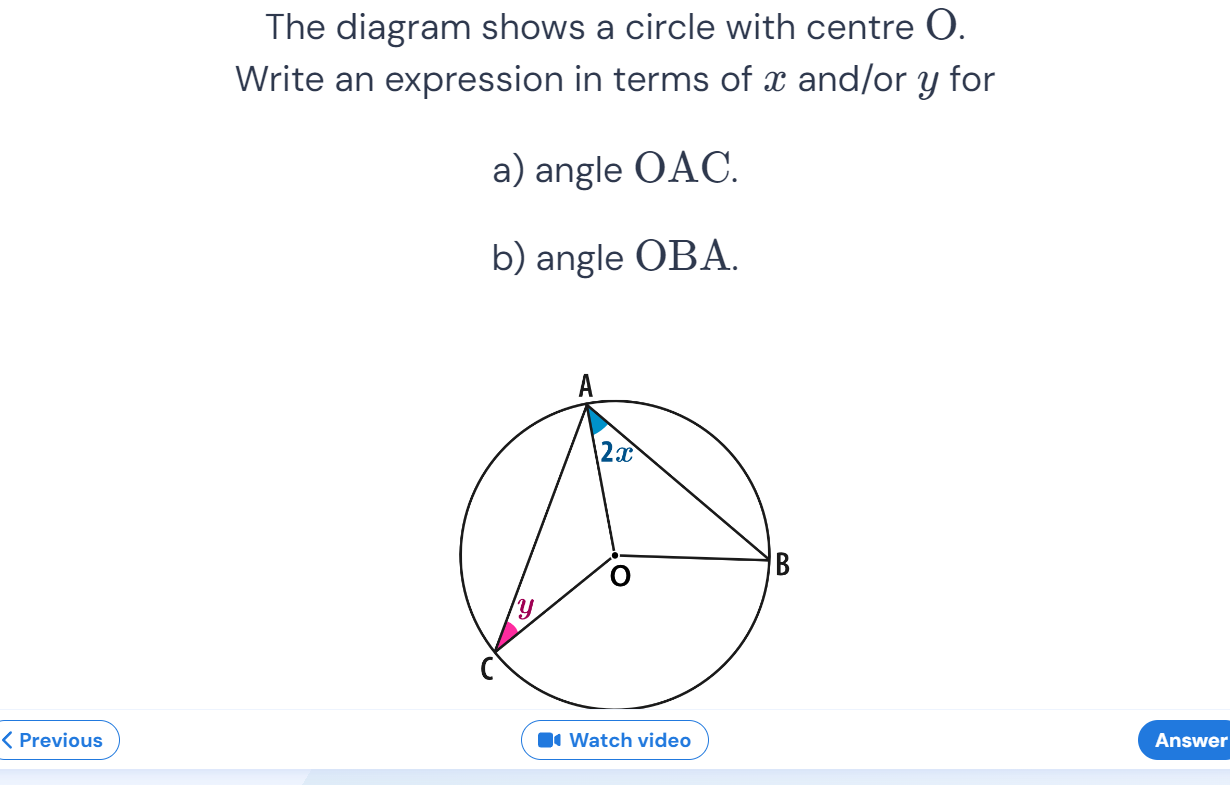 The diagram shows a circle with centre O.
Write an expression in terms of x and/or y for
a) angle OAC.
b) angle OBA.
A
2x
B
O
y
C
Previous
Watch video
Answer